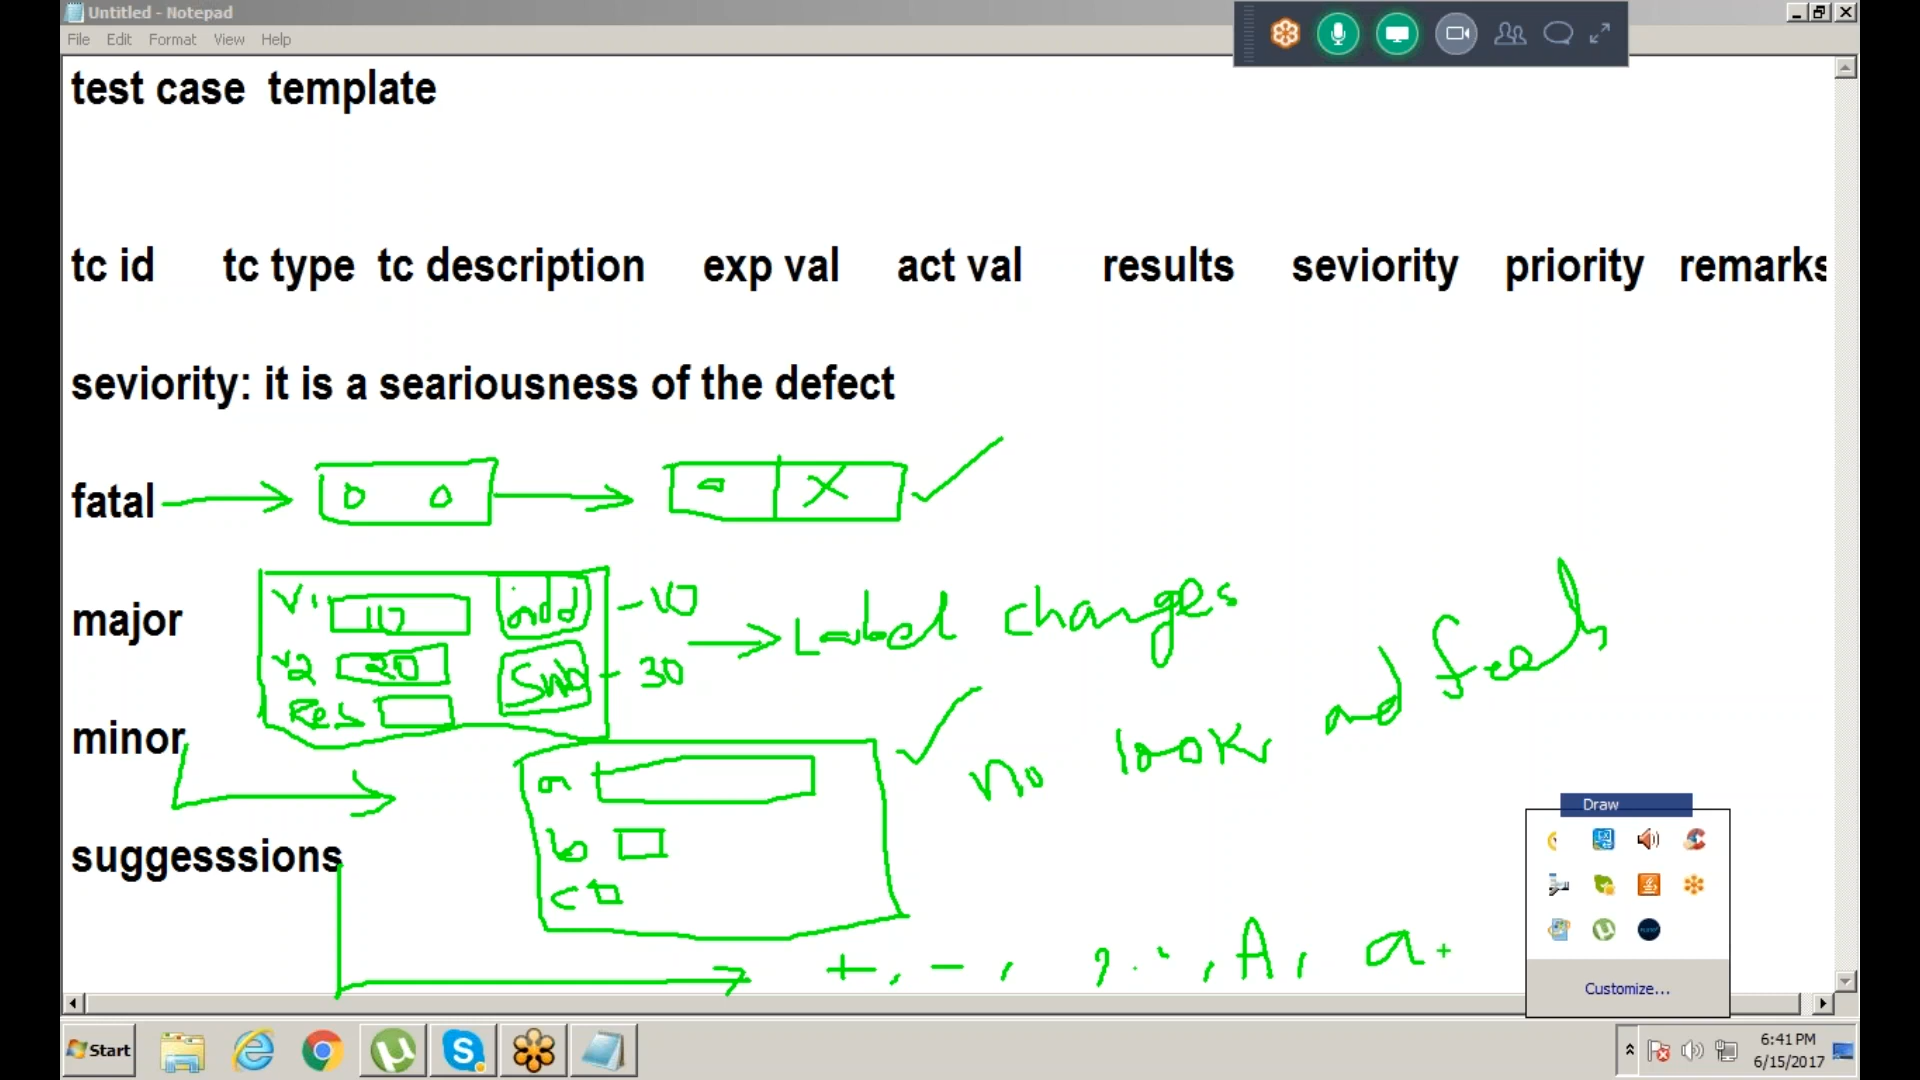 Untitled - Notepad
File Edit Format View Help
test case template
tc id tc type tc description exp val act val results seviority priority remarks
seviority: it is a seariousness of the defect
fatal
major
V1 10 add - 10
Label changes
V2 20 Sub - 30
Res
minor
no look and feels
a
b
suggesssions
c
+, - , , A, a
Draw
Customize...
Start
6:41 PM
6/15/2017